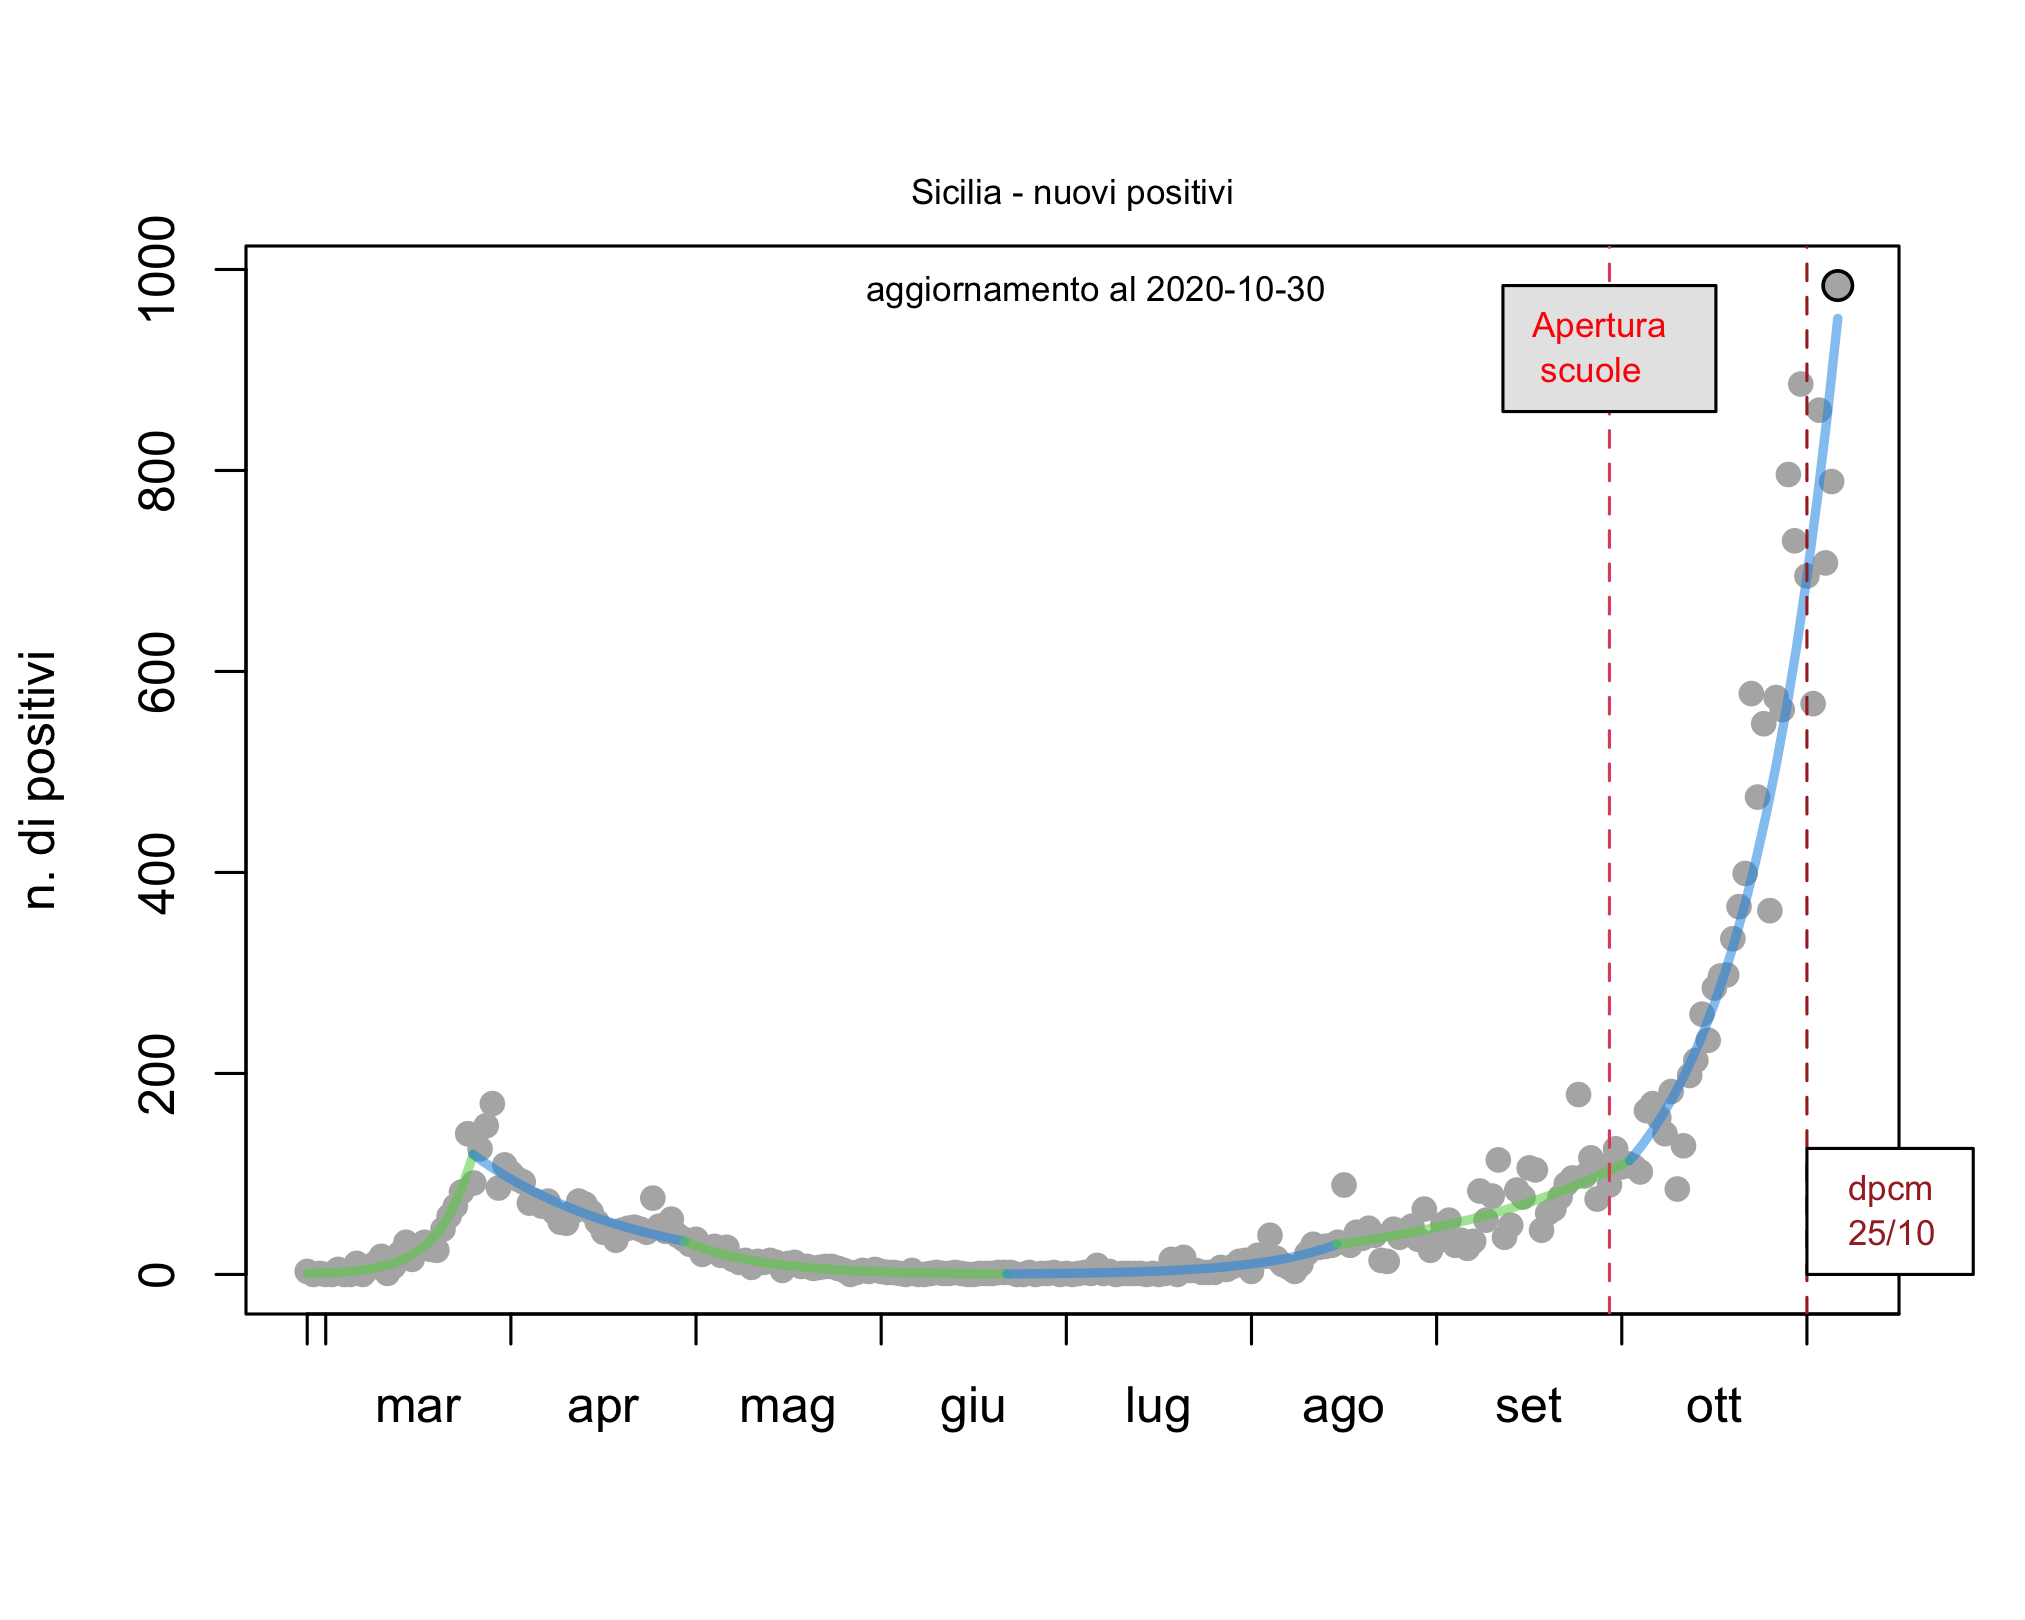 Sicilia - nuovi positivi
aggiornamento al 2020-10-30
Apertura
scuole
n. di positivi
1000
800
600
400
200
0
dpcm
25/10
mar apr mag giu lug ago set ott